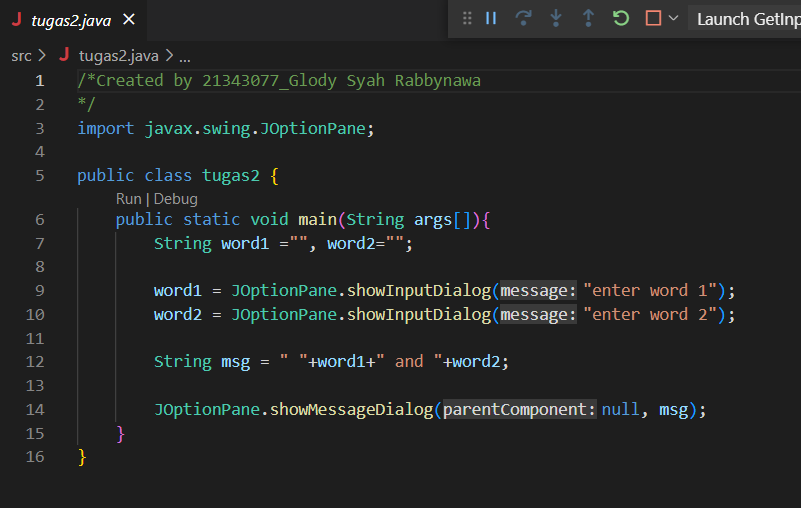 J tugas2.java ×
Launch GetInp
src > J tugas2.java > ...
1 /*Created by 21343077_Glody Syah Rabbynawa
2 */
3 import javax.swing.JOptionPane;
4
5 public class tugas2 {
Run | Debug
6 public static void main(String args[]){
7 String word1 ="", word2="";
8
9 word1 = JOptionPane.showInputDialog(message: "enter word 1");
10 word2 = JOptionPane.showInputDialog(message: "enter word 2");
11
12 String msg = " "+word1+" and "+word2;
13
14 JOptionPane.showMessageDialog(parentComponent: null, msg);
15 }
16 }